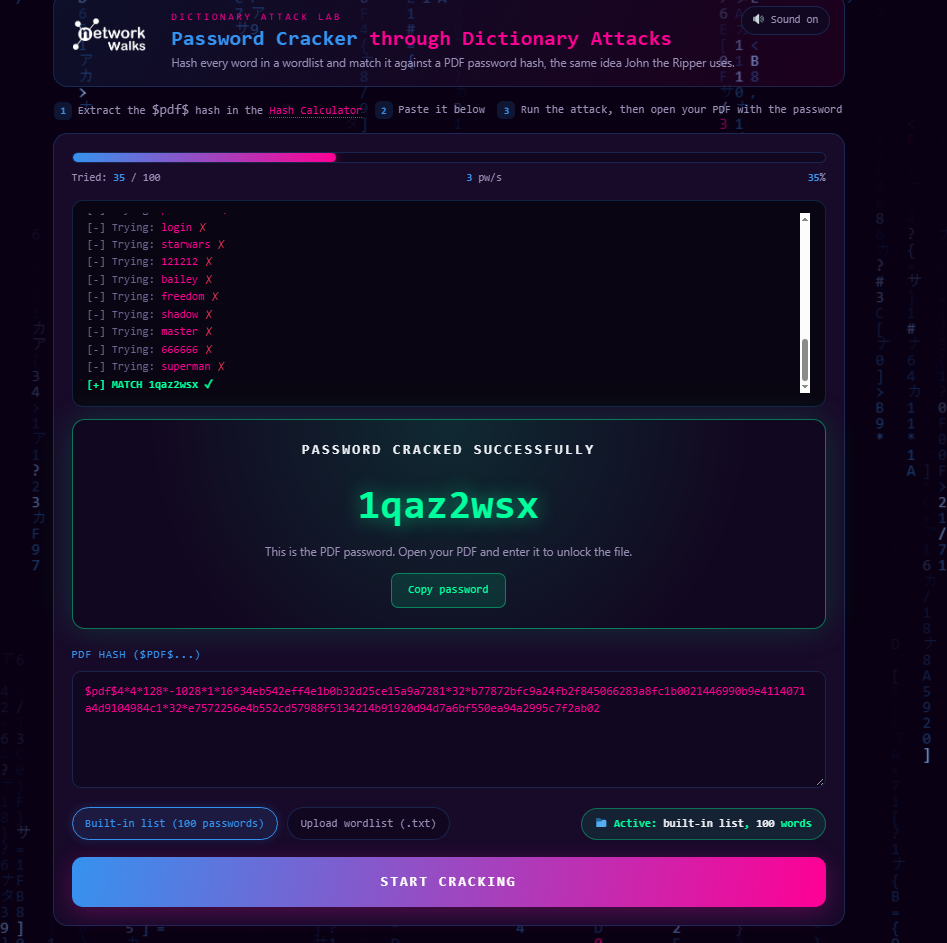 DICTIONARY ATTACK LAB
Sound on
networkwalks
Password Cracker through Dictionary Attacks
Hash every word in a wordlist and match it against a PDF password hash, the same idea John the Ripper uses.
1 Extract the $pdf$ hash in the Hash Calculator 2 Paste it below 3 Run the attack, then open your PDF with the password
Tried: 35 / 100 3 pw/s 35%
[-] Trying: login ✗
[-] Trying: starwars ✗
[-] Trying: 121212 ✗
[-] Trying: bailey ✗
[-] Trying: freedom ✗
[-] Trying: shadow ✗
[-] Trying: master ✗
[-] Trying: 666666 ✗
[-] Trying: superman ✗
[+] MATCH 1qaz2wsx ✓
PASSWORD CRACKED SUCCESSFULLY
1qaz2wsx
This is the PDF password. Open your PDF and enter it to unlock the file.
Copy password
PDF HASH ($PDF$...)
$pdf$4*4*128*-1028*1*16*34eb542eff4e1b0b32d25ce15a9a7281*32*b77872bfc9a24fb2f845066283a8fc1b0021446990b9e4114071
a4d9104984c1*32*e7572256e4b552cd57988f5134214b91920d94d7a6bf550ea94a2995c7f2ab02
Built-in list (100 passwords) Upload wordlist (.txt) Active: built-in list, 100 words
START CRACKING